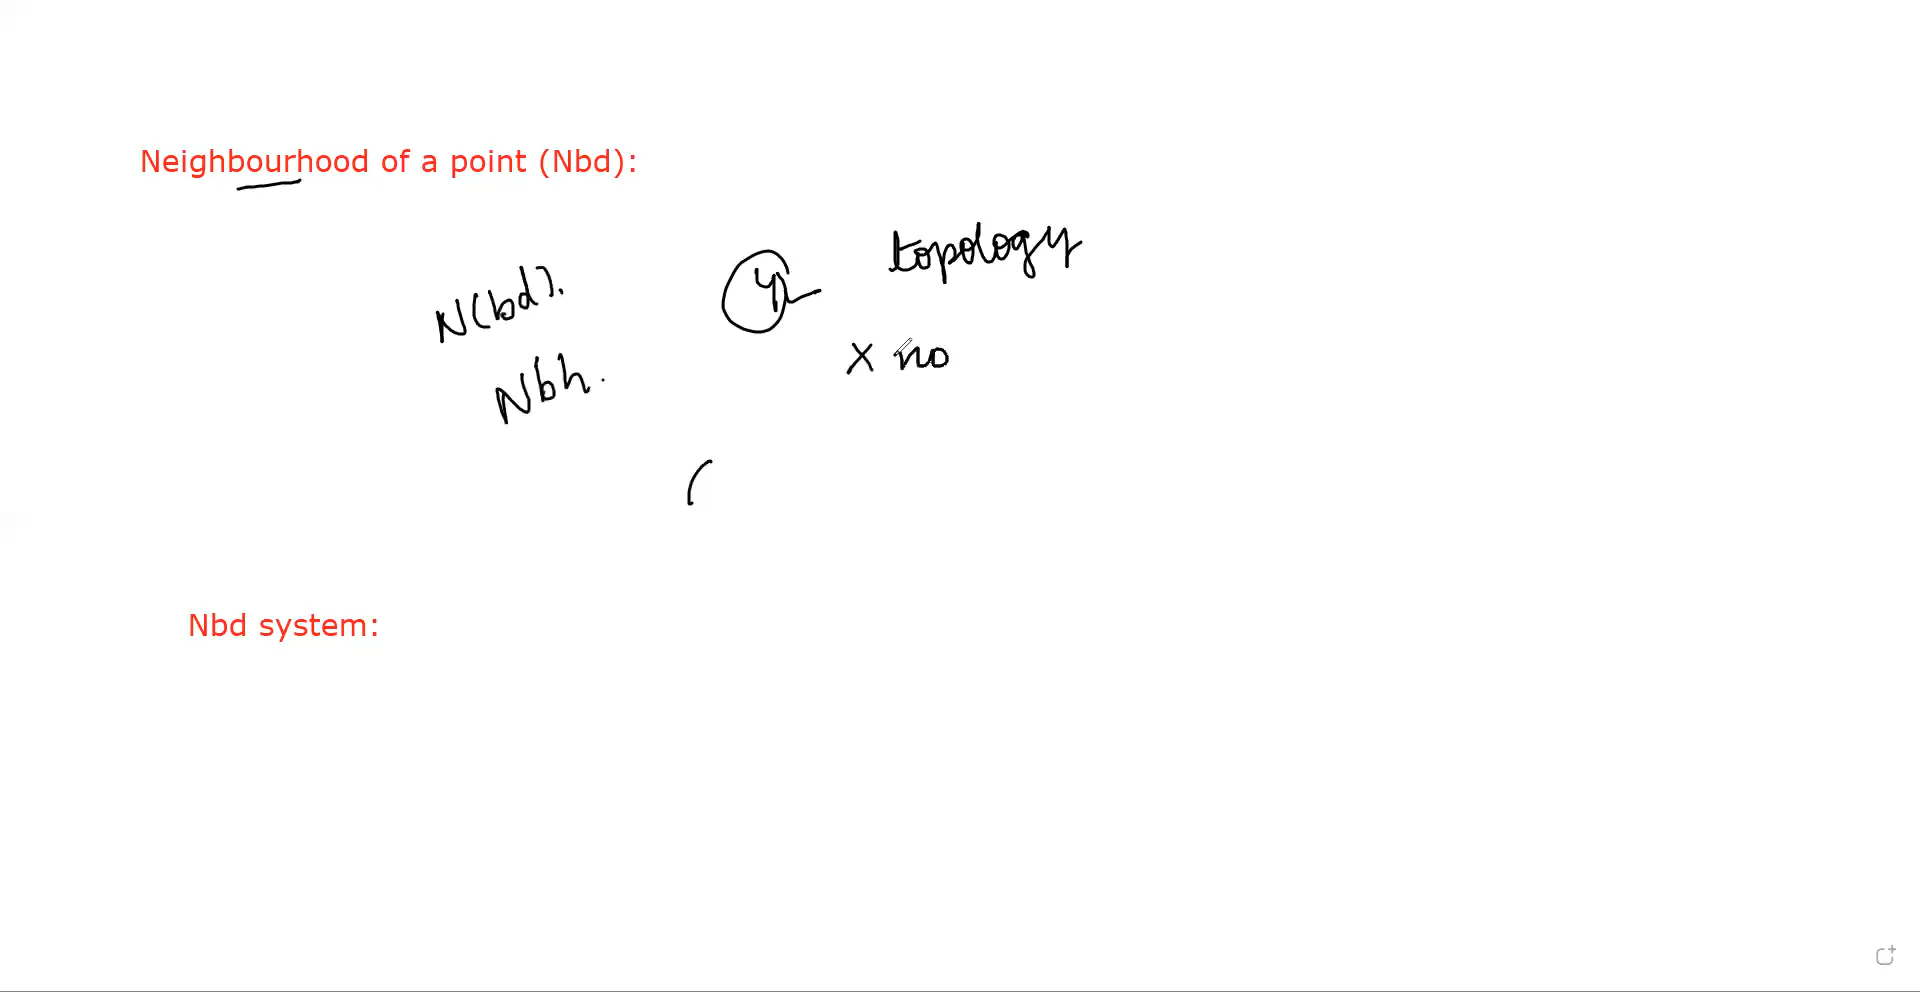 Neighbourhood of a point (Nbd):
topology
N(bd).
x no
Nbh.
(
Nbd system: